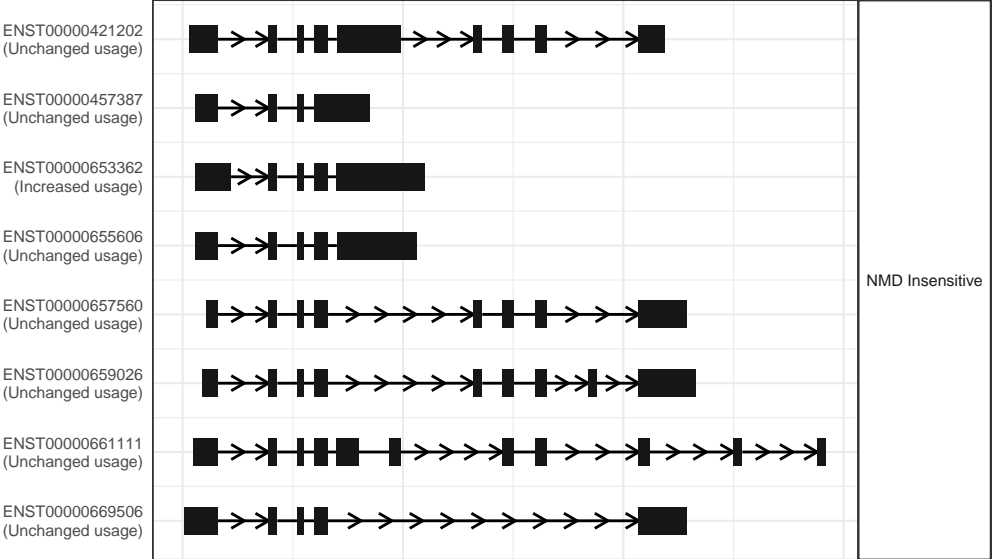 ENST00000421202
(Unchanged usage)
ENST00000457387
(Unchanged usage)
ENST00000653362
(Increased usage)
ENST00000655606
(Unchanged usage)
ENST00000657560
(Unchanged usage)
ENST00000659026
(Unchanged usage)
ENST00000661111
(Unchanged usage)
ENST00000669506
(Unchanged usage)
NMD Insensitive